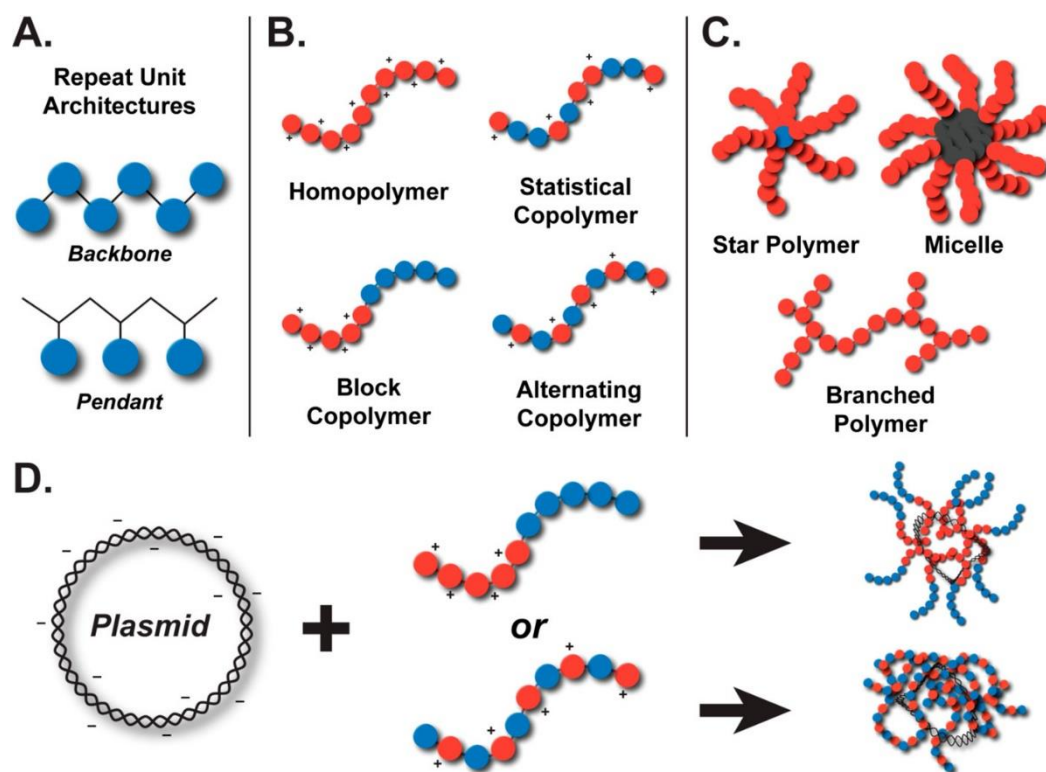 A.
Repeat Unit
Architectures
Backbone
Pendant
B.
Homopolymer
Statistical
Copolymer
Block
Copolymer
Alternating
Copolymer
C.
Star Polymer
Micelle
Branched
Polymer
D.
Plasmid
+
or